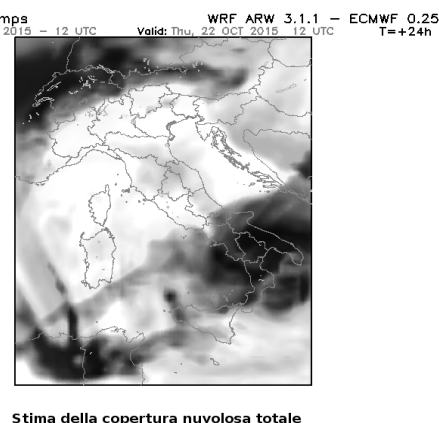 mps WRF ARW 3.1.1 – ECMWF 0.25
2015 – 12 UTC Valid: Thu, 22 OCT 2015 12 UTC T=+24h
Stima della copertura nuvolosa totale